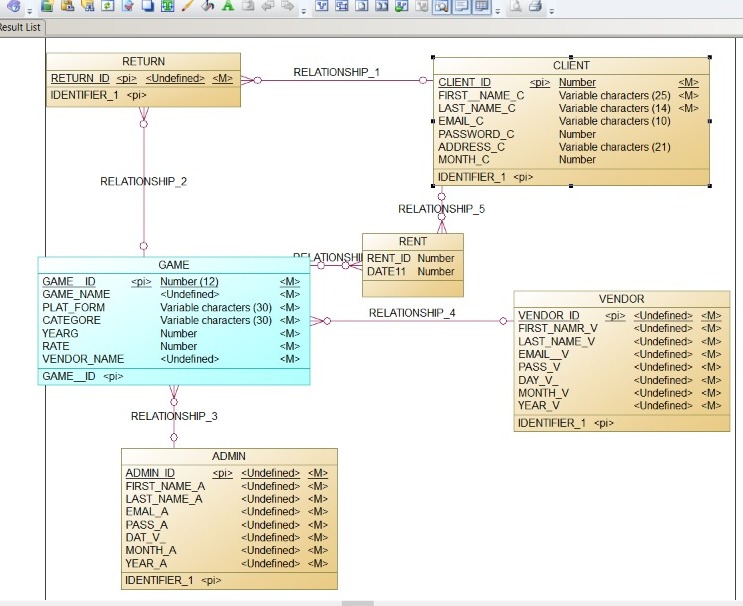 Result List
RETURN
RETURN_ID <pi> <Undefined> <M>
IDENTIFIER_1 <pi>
RELATIONSHIP_1
CLIENT
CLIENT_ID <pi> Number <M>
FIRST__NAME_C Variable characters (25) <M>
LAST_NAME_C Variable characters (14) <M>
EMAIL_C Variable characters (10)
PASSWORD_C Number
ADDRESS_C Variable characters (21)
MONTH_C Number
IDENTIFIER_1 <pi>
RELATIONSHIP_2
RELATIONSHIP_5
RENT
RENT_ID Number
DATE11 Number
RELATIONSHI
GAME
GAME__ID <pi> Number (12) <M>
GAME_NAME <Undefined> <M>
PLAT_FORM Variable characters (30) <M>
CATEGORE Variable characters (30) <M>
YEARG Number <M>
RATE Number <M>
VENDOR_NAME <Undefined> <M>
GAME__ID <pi>
RELATIONSHIP_4
VENDOR
VENDOR_ID <pi> <Undefined> <M>
FIRST_NAMR_V <Undefined> <M>
LAST_NAME_V <Undefined> <M>
EMAIL__V <Undefined> <M>
PASS_V <Undefined> <M>
DAY_V_ <Undefined> <M>
MONTH_V <Undefined> <M>
YEAR_V <Undefined> <M>
IDENTIFIER_1 <pi>
RELATIONSHIP_3
ADMIN
ADMIN_ID <pi> <Undefined> <M>
FIRST_NAME_A <Undefined> <M>
LAST_NAME_A <Undefined> <M>
EMAL_A <Undefined> <M>
PASS_A <Undefined> <M>
DAT_V_ <Undefined> <M>
MONTH_A <Undefined> <M>
YEAR_A <Undefined> <M>
IDENTIFIER_1 <pi>